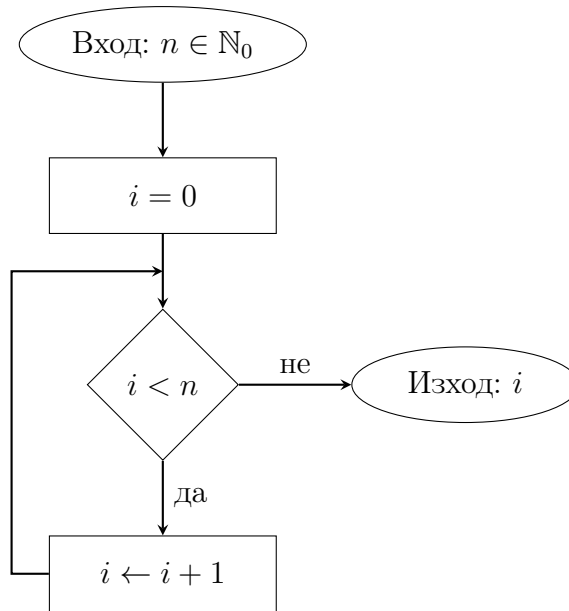 Вход: n ∈ ℕ₀
i = 0
i < n
не
Изход: i
да
i ← i + 1